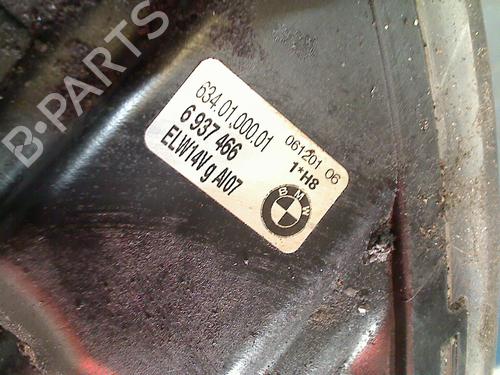 B-PARTS
634.01.000.01
6 937 466
ELW14V g AI07
061201 06
1*H8
BMW